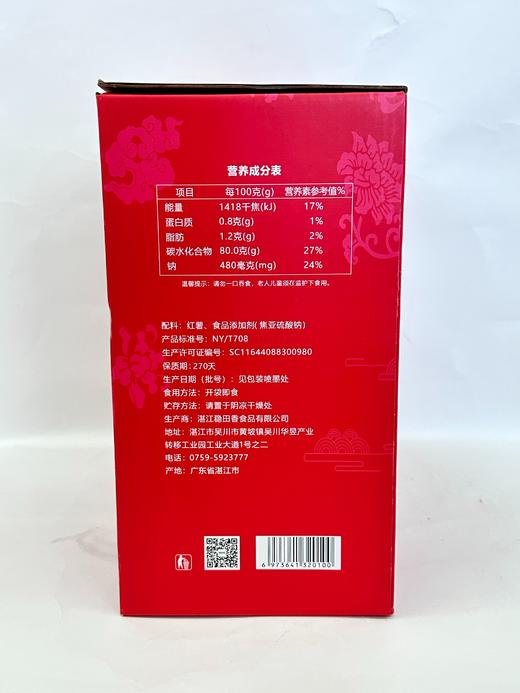 营养成分表
项目 每100克(g) 营养素参考值%
能量 1418千焦(kJ) 17%
蛋白质 0.8克(g) 1%
脂肪 1.2克(g) 2%
碳水化合物 80.0克(g) 27%
钠 480毫克(mg) 24%
温馨提示：请勿一口吞食，老人儿童须在监护下食用。
配料：红薯、食品添加剂(焦亚硫酸钠)
产品标准号：NY/T708
生产许可证编号：SC11644088300980
保质期：270天
生产日期（批号）：见包装喷墨处
食用方法：开袋即食
贮存方法：请置于阴凉干燥处
生产商：湛江稳田香食品有限公司
地址：湛江市吴川市黄坡镇吴川华昱产业
转移工业园工业大道1号之二
电话：0759-5923777
产地：广东省湛江市
6 973641 320100